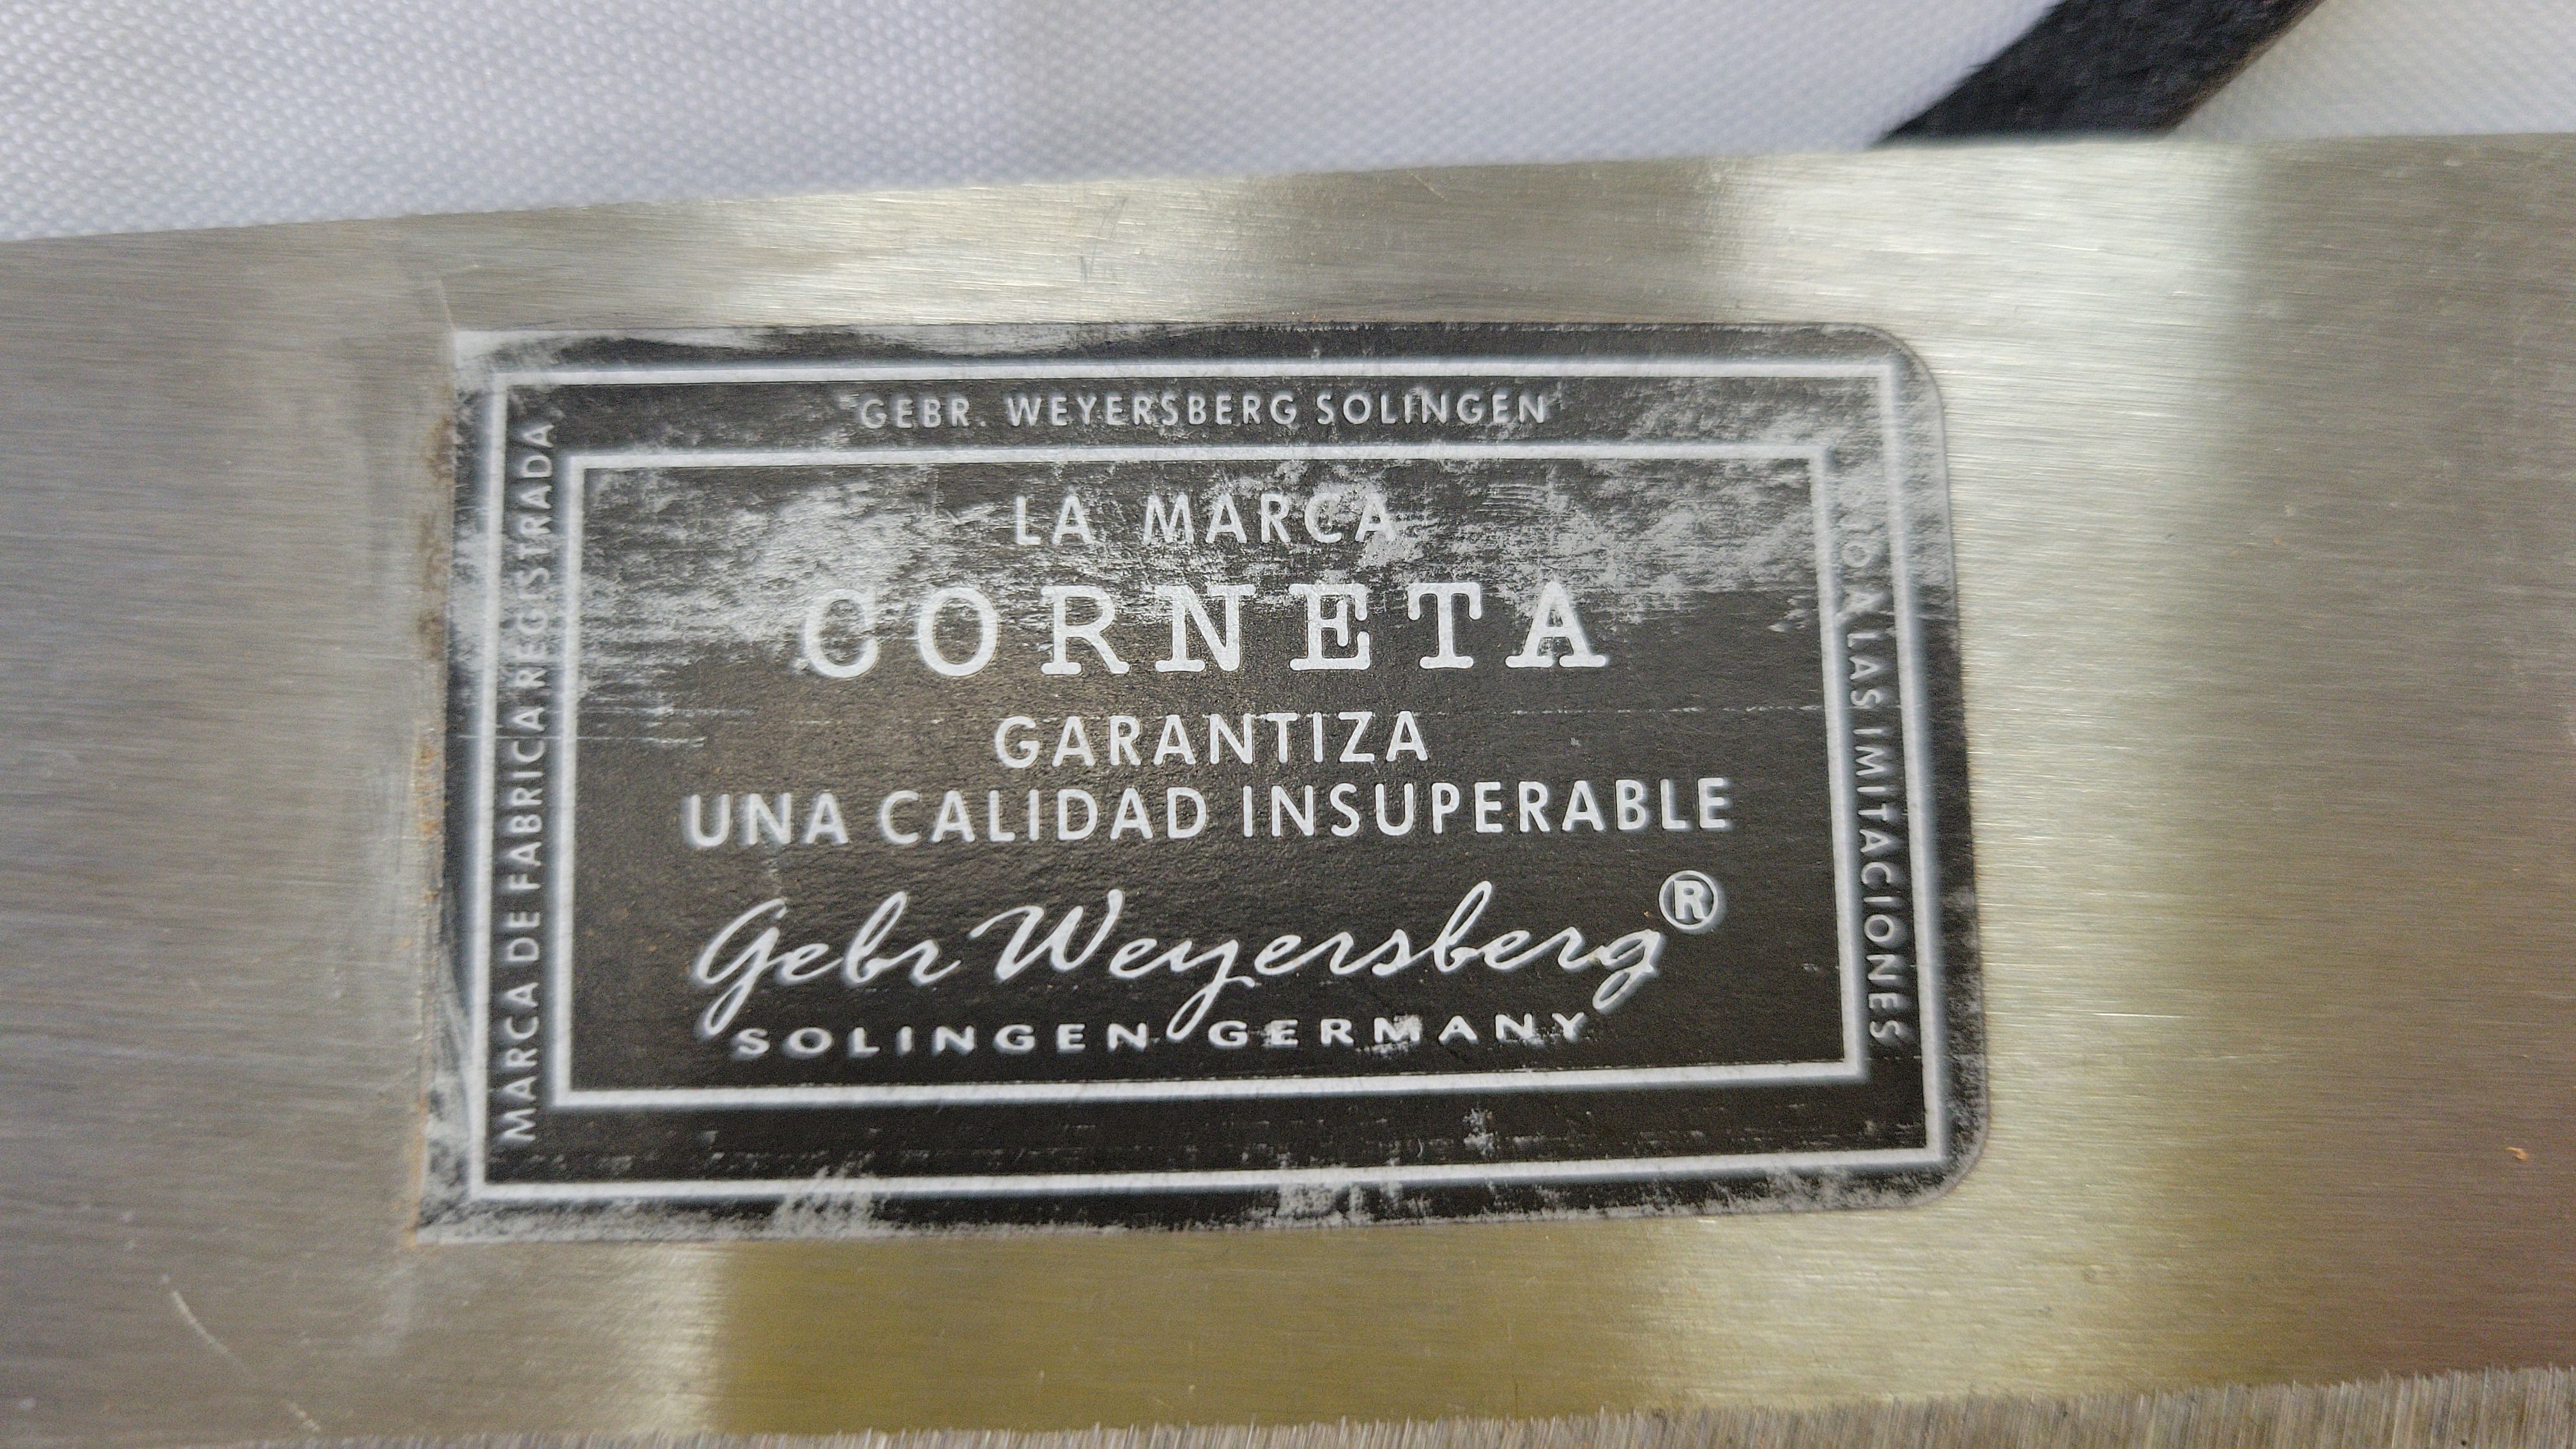 GEBR. WEYERSBERG SOLINGEN
MARCA DE FABRICA REGISTRADA
LA MARCA
CORNETA
GARANTIZA
UNA CALIDAD INSUPERABLE
Gebr Weyersberg®
SOLINGEN GERMANY
LAS IMITACIONES